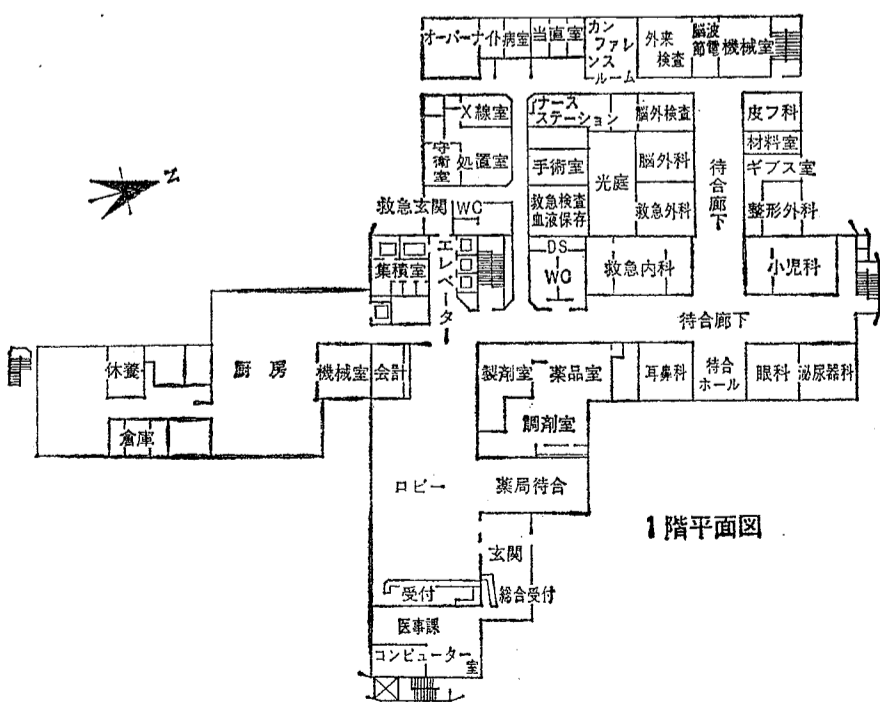 オーバーナイト病室
当直室
カン
ファレ
ンス
ルーム
外来
検査
脳波
節電
機械室
X線室
ナース
ステーション
脳外検査
皮フ科
材料室
守衛室
処置室
手術室
光庭
脳外科
待合廊下
ギプス室
救急玄関
WC
救急検査
血液保存
救急外科
整形外科
N
集積室
エレベーター
DS
WC
救急内科
小児科
待合廊下
休養
厨房
機械室
会計
製剤室
薬品室
耳鼻科
待合
ホール
眼科
泌尿器科
倉庫
調剤室
ロビー
薬局待合
1階平面図
玄関
受付
総合受付
医事課
コンピューター室